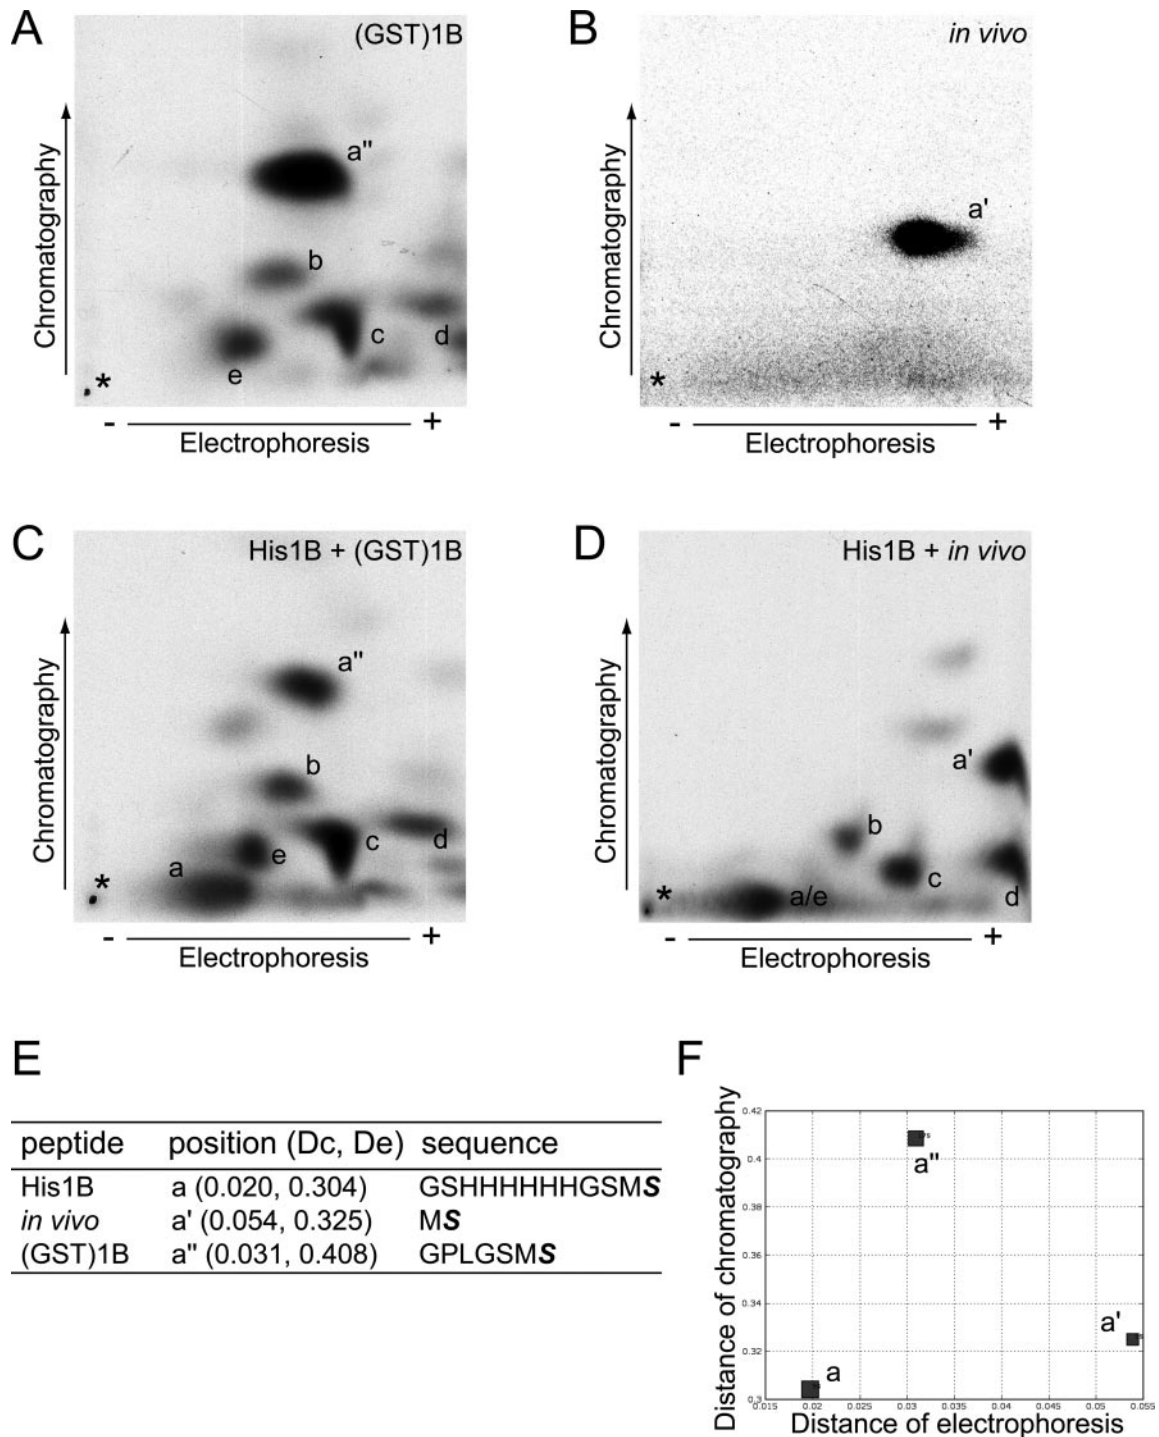 A
(GST)1B
Chromatography
a"
b
c
d
e
*
- Electrophoresis +
B
in vivo
Chromatography
a'
*
- Electrophoresis +
C
His1B + (GST)1B
Chromatography
a"
b
c
d
e
a
*
- Electrophoresis +
D
His1B + in vivo
Chromatography
a'
b
c
d
a/e
*
- Electrophoresis +
E
peptide position (Dc, De) sequence
His1B a (0.020, 0.304) GSHHHHHHGSMS
in vivo a' (0.054, 0.325) MS
(GST)1B a" (0.031, 0.408) GPLGSMS
F
Distance of chromatography
0.42
0.4
0.38
0.36
0.34
0.32
0.3
a"
a'
a
0.015 0.02 0.025 0.03 0.035 0.04 0.045 0.05 0.055
Distance of electrophoresis